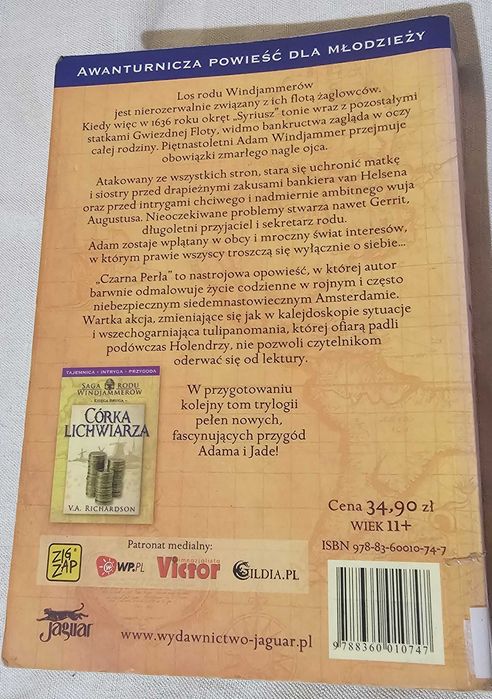 AWANTURNICZA POWIEŚĆ DLA MŁODZIEŻY
Los rodu Windjammerów
jest nierozerwalnie związany z ich flotą żaglowców.
Kiedy więc w 1636 roku okręt „Syriusz" tonie wraz z pozostałymi
statkami Gwiezdnej Floty, widmo bankructwa zagląda w oczy
całej rodziny. Piętnastoletni Adam Windjammer przejmuje
obowiązki zmarłego nagle ojca.
Atakowany ze wszystkich stron, stara się uchronić matkę
i siostry przed drapieżnymi zakusami bankiera van Helsena
oraz przed intrygami chciwego i nadmiernie ambitnego wuja
Augustusa. Nieoczekiwane problemy stwarza nawet Gerrit,
długoletni przyjaciel i sekretarz rodu.
Adam zostaje wplątany w obcy i mroczny świat interesów,
w którym prawie wszyscy troszczą się wyłącznie o siebie...
„Czarna Perła" to nastrojowa opowieść, w której autor
barwnie odmalowuje życie codzienne w rojnym i często
niebezpiecznym siedemnastowiecznym Amsterdamie.
Wartka akcja, zmieniające się jak w kalejdoskopie sytuacje
i wszechogarniająca tulipanomania, której ofiarą padli
podówczas Holendrzy, nie pozwoli czytelnikom
oderwać się od lektury.
TAJEMNICA • INTRYGA • PRZYGODA
SAGA RODU
WINDJAMMERÓW
KSIĘGA DRUGA
CÓRKA
LICHWIARZA
V.A. RICHARDSON
W przygotowaniu
kolejny tom trylogii
pełen nowych,
fascynujących przygód
Adama i Jade!
Cena 34,90 zł
WIEK 11+
ISBN 978-83-60010-74-7
Patronat medialny:
ZIG
ZAP
WP.PL
gimnazjalista
Victor
GILDIA.PL
Jaguar
www.wydawnictwo-jaguar.pl
9 788360 010747